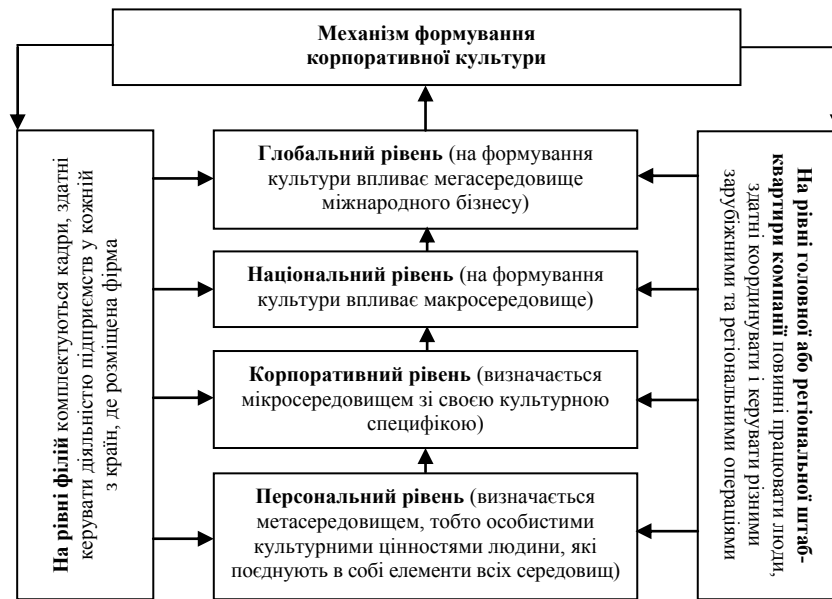 Механізм формування
корпоративної культури
На рівні філій комплектуються кадри, здатні
керувати діяльністю підприємств у кожній
з країн, де розміщена фірма
Глобальний рівень (на формування
культури впливає мегасередовище
міжнародного бізнесу)
Національний рівень (на формування
культури впливає макросередовище)
Корпоративний рівень (визначається
мікросередовищем зі своєю культурною
специфікою)
Персональний рівень (визначається
метасередовищем, тобто особистими
культурними цінностями людини, які
поєднують в собі елементи всіх середовищ)
На рівні головної або регіональної штаб-
квартири компанії повинні працювати люди,
здатні координувати і керувати різними
зарубіжними та регіональними операціями